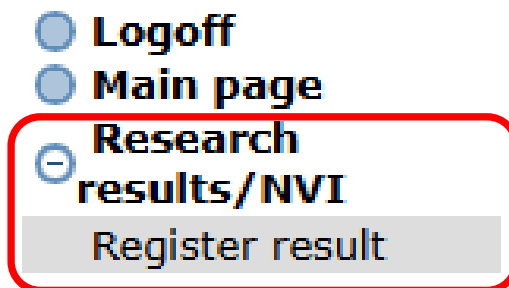 Logoff
Main page
Research
results/NVI
Register result